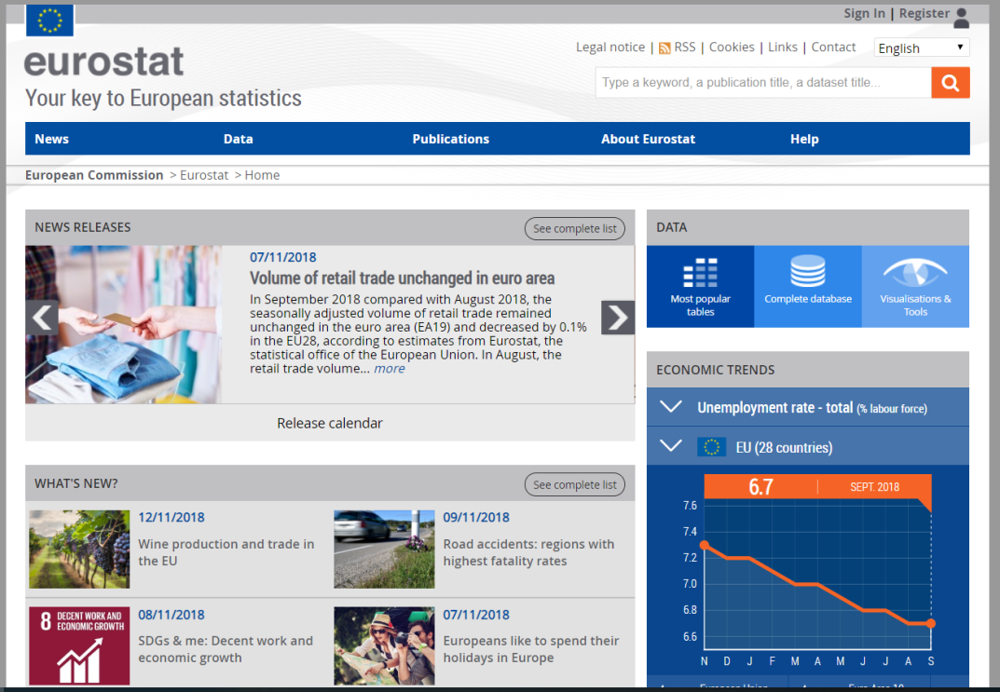 Sign In | Register
Legal notice | RSS | Cookies | Links | Contact
English
eurostat
Your key to European statistics
Type a keyword, a publication title, a dataset title...
News Data Publications About Eurostat Help
European Commission > Eurostat > Home
NEWS RELEASES
See complete list
07/11/2018
Volume of retail trade unchanged in euro area
In September 2018 compared with August 2018, the
seasonally adjusted volume of retail trade remained
unchanged in the euro area (EA19) and decreased by 0.1%
in the EU28, according to estimates from Eurostat, the
statistical office of the European Union. In August, the
retail trade volume... more
Release calendar
WHAT'S NEW?
See complete list
12/11/2018
Wine production and trade in
the EU
09/11/2018
Road accidents: regions with
highest fatality rates
8 DECENT WORK AND
ECONOMIC GROWTH
08/11/2018
SDGs & me: Decent work and
economic growth
07/11/2018
Europeans like to spend their
holidays in Europe
DATA
Most popular
tables
Complete database
Visualisations &
Tools
ECONOMIC TRENDS
Unemployment rate - total (% labour force)
EU (28 countries)
6.7 SEPT. 2018
7.6
7.4
7.2
7.0
6.8
6.6
N D J F M A M J J A S
European Union